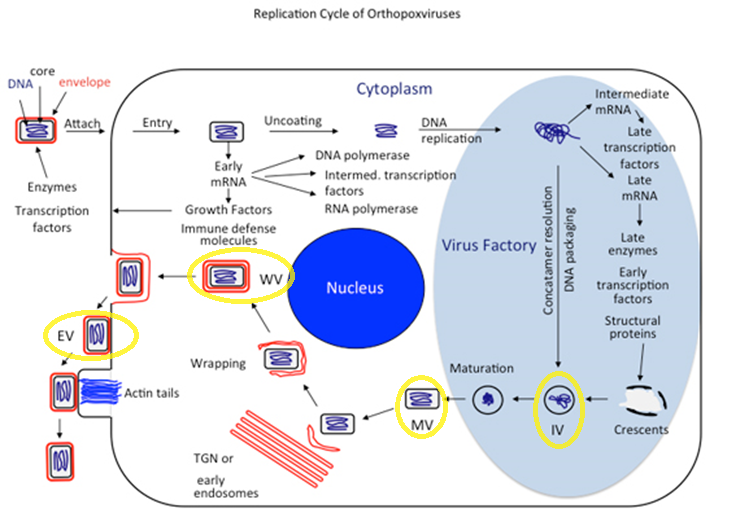 Replication Cycle of Orthopoxviruses
core
DNA
envelope
Attach
Enzymes
Transcription
factors
Cytoplasm
Entry
Uncoating
DNA
replication
Early
mRNA
DNA polymerase
Intermed. transcription
factors
RNA polymerase
Growth Factors
Immune defense
molecules
Intermediate
mRNA
Late
transcription
factors
Late
mRNA
Late
enzymes
Early
transcription
factors
Structural
proteins
Crescents
Virus Factory
Concatamer resolution
DNA packaging
Nucleus
IV
Maturation
MV
TGN or
early
endosomes
Wrapping
WV
EV
Actin tails